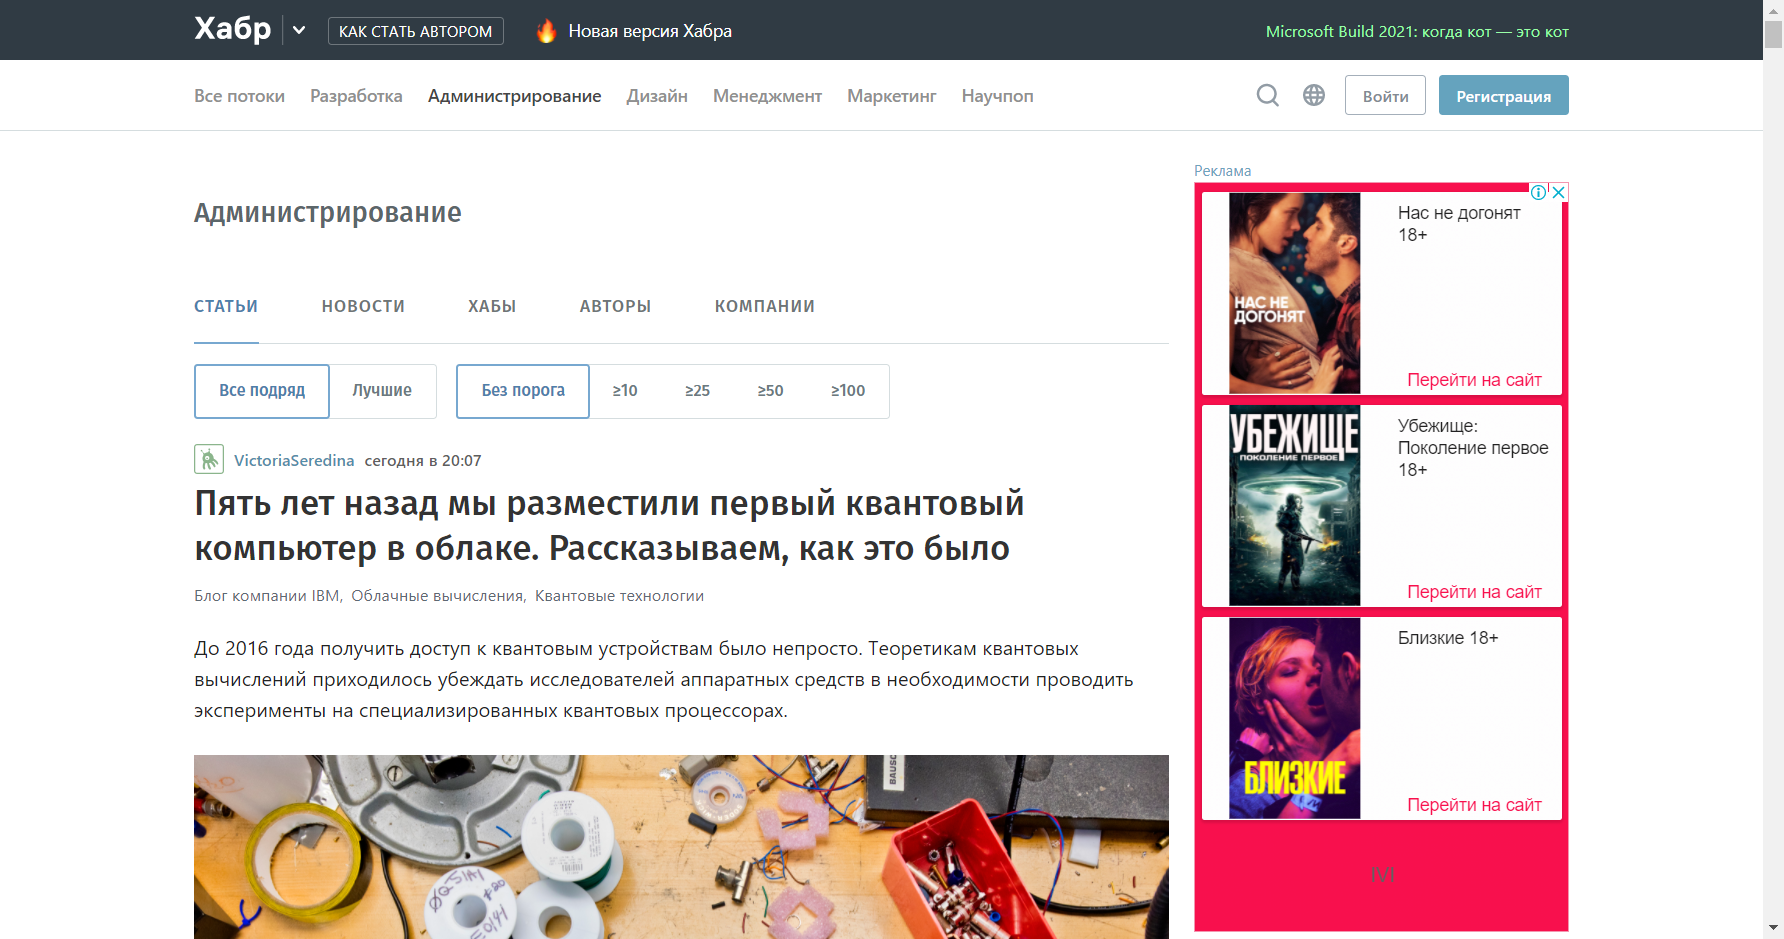 Хабр
КАК СТАТЬ АВТОРОМ
Новая версия Хабра
Microsoft Build 2021: когда кот — это кот
Все потоки Разработка Администрирование Дизайн Менеджмент Маркетинг Научпоп
Войти
Регистрация
Администрирование
СТАТЬИ НОВОСТИ ХАБЫ АВТОРЫ КОМПАНИИ
Все подряд Лучшие Без порога ≥10 ≥25 ≥50 ≥100
VictoriaSeredina сегодня в 20:07
Пять лет назад мы разместили первый квантовый
компьютер в облаке. Рассказываем, как это было
Блог компании IBM, Облачные вычисления, Квантовые технологии
До 2016 года получить доступ к квантовым устройствам было непросто. Теоретикам квантовых
вычислений приходилось убеждать исследователей аппаратных средств в необходимости проводить
эксперименты на специализированных квантовых процессорах.
Реклама
Нас не догонят
18+
НАС НЕ
ДОГОНЯТ
Перейти на сайт
УБЕЖИЩЕ
ПОКОЛЕНИЕ ПЕРВОЕ
Убежище:
Поколение первое
18+
Перейти на сайт
Близкие 18+
БЛИЗКИЕ
Перейти на сайт
IVI